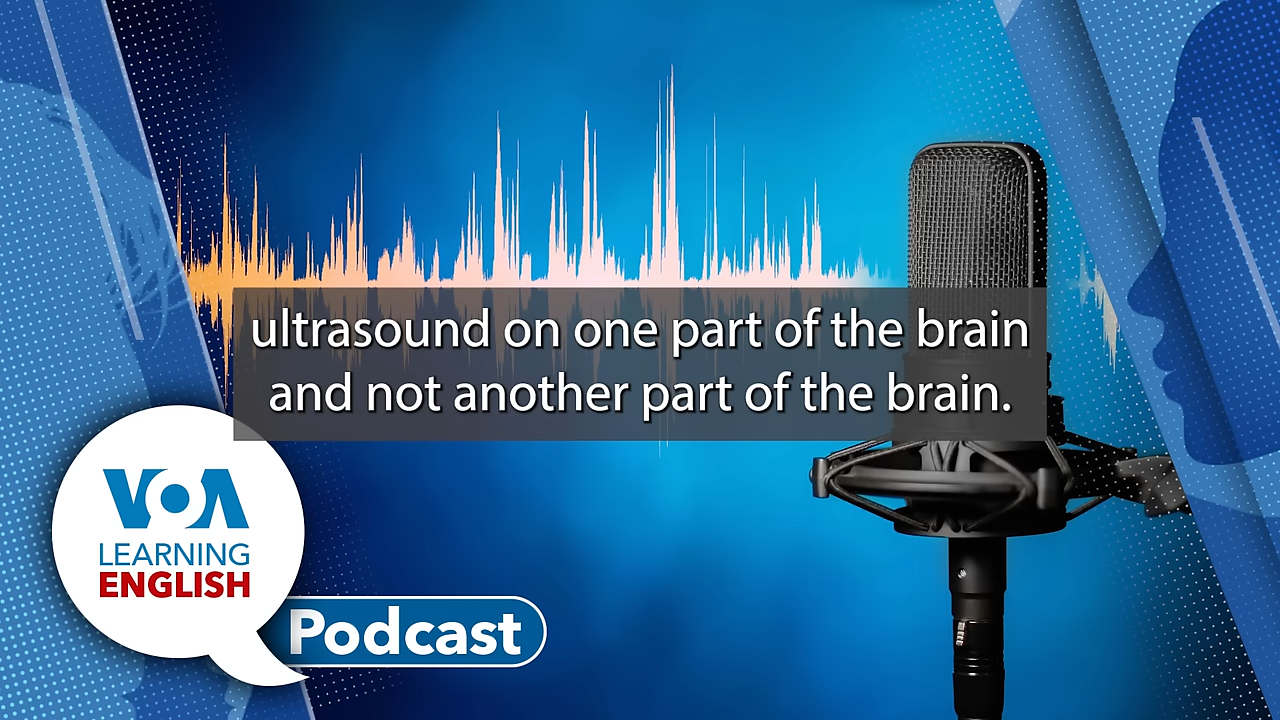 ultrasound on one part of the brain
and not another part of the brain.
VOA
LEARNING
ENGLISH
Podcast